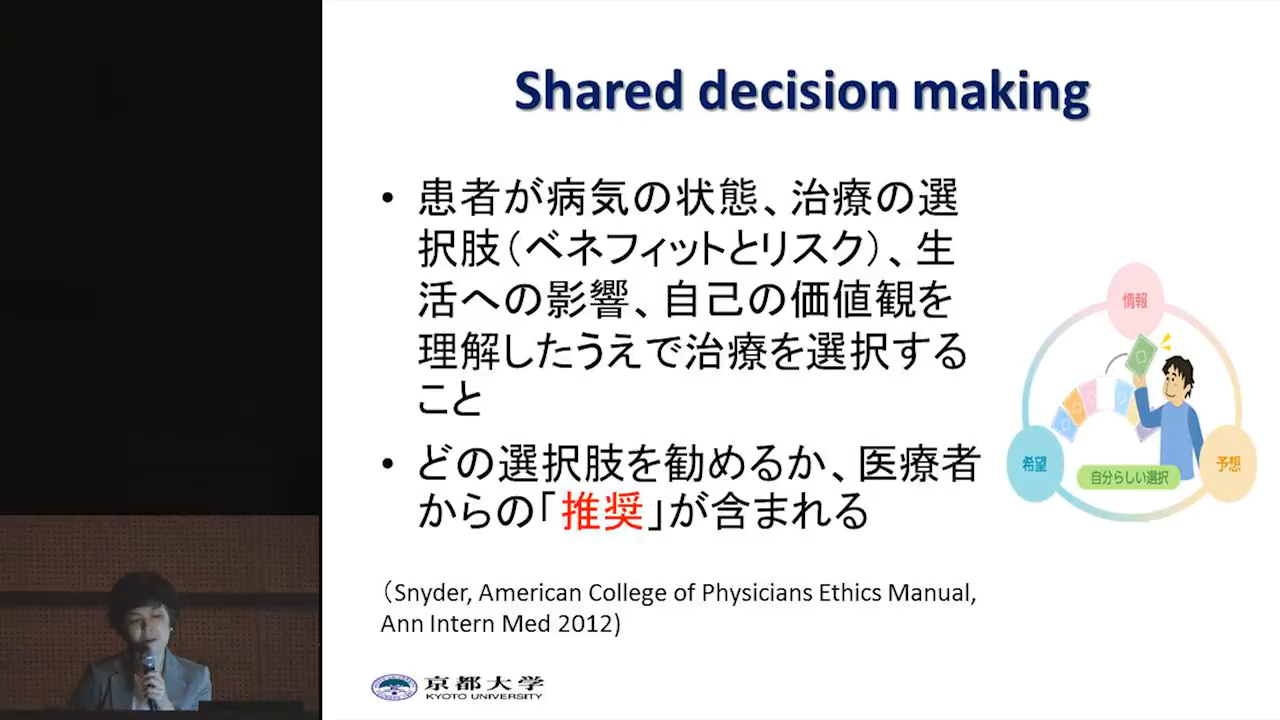 Shared decision making
• 患者が病気の状態、治療の選
択肢（ベネフィットとリスク）、生
活への影響、自己の価値観を
理解したうえで治療を選択する
こと
• どの選択肢を勧めるか、医療者
からの「推奨」が含まれる
情報
希望
予想
自分らしい選択
（Snyder, American College of Physicians Ethics Manual,
Ann Intern Med 2012)
京都大学
KYOTO UNIVERSITY